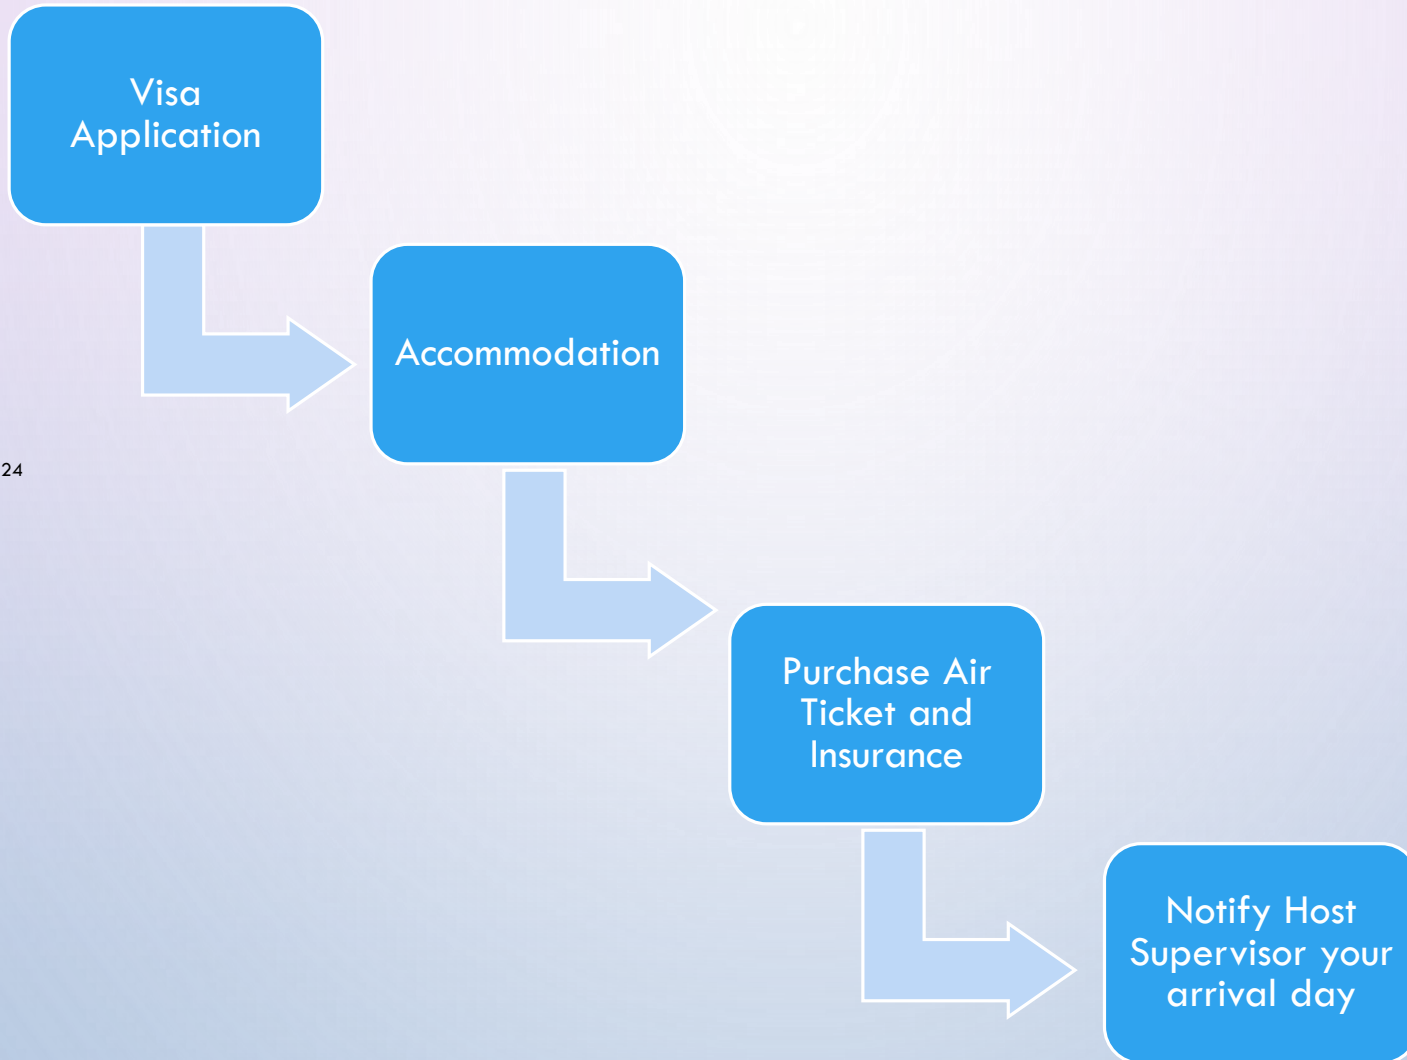 Visa
Application
Accommodation
24
Purchase Air
Ticket and
Insurance
Notify Host
Supervisor your
arrival day